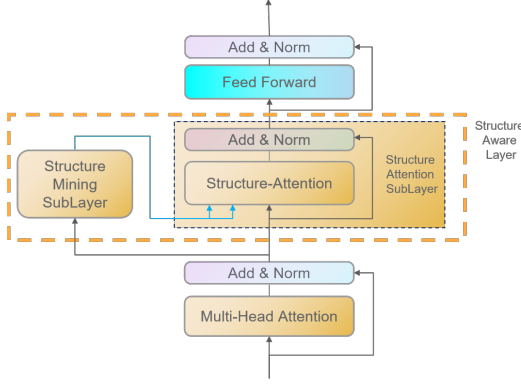 Add & Norm
Feed Forward
Structure
Aware
Layer
Add & Norm
Structure
Mining
SubLayer
Structure-Attention
Structure
Attention
SubLayer
Add & Norm
Multi-Head Attention